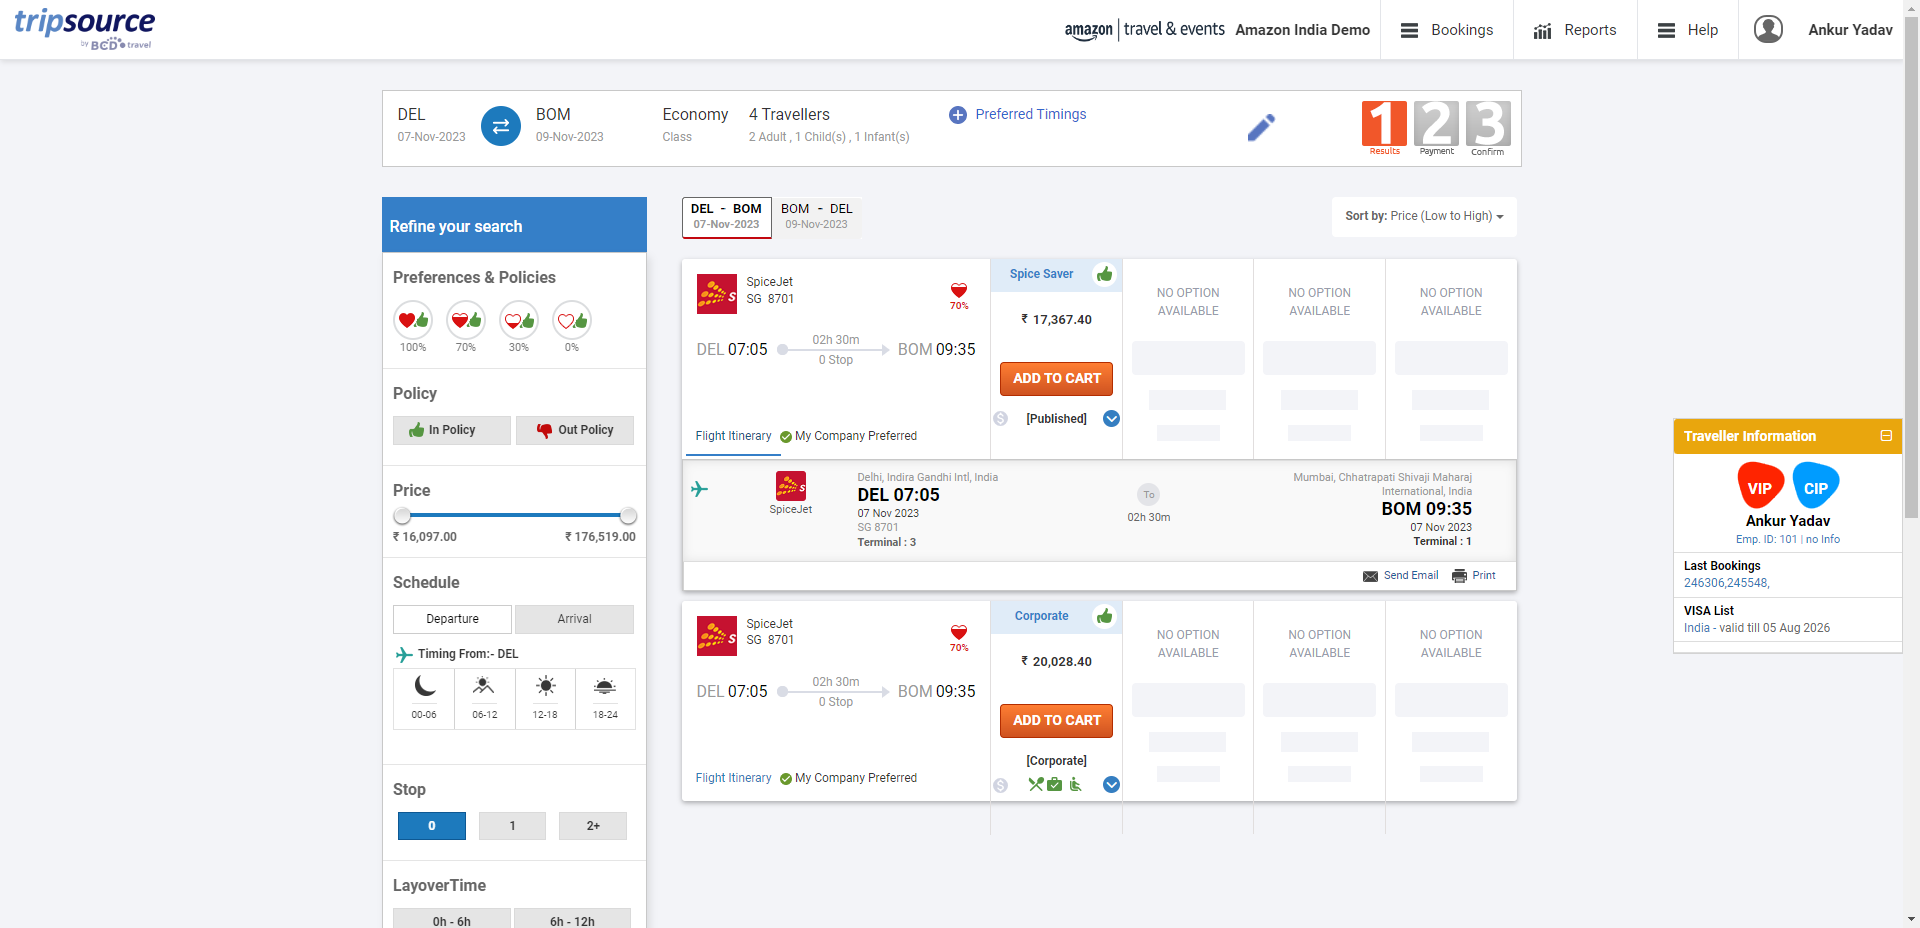 tripsource
by BCD travel
amazon | travel & events
Amazon India Demo
Bookings
Reports
Help
Ankur Yadav
DEL
07-Nov-2023
BOM
09-Nov-2023
Economy
Class
4 Travellers
2 Adult , 1 Child(s) , 1 Infant(s)
Preferred Timings
1
Results
2
Payment
3
Confirm
Refine your search
Preferences & Policies
100%
70%
30%
0%
Policy
In Policy
Out Policy
Price
₹ 16,097.00
₹ 176,519.00
Schedule
Departure
Arrival
Timing From:- DEL
00-06
06-12
12-18
18-24
Stop
0
1
2+
LayoverTime
0h - 6h
6h - 12h
DEL - BOM
07-Nov-2023
BOM - DEL
09-Nov-2023
Sort by: Price (Low to High)
SpiceJet
SG 8701
70%
DEL 07:05
02h 30m
0 Stop
BOM 09:35
Flight Itinerary
My Company Preferred
Spice Saver
₹ 17,367.40
ADD TO CART
[Published]
NO OPTION
AVAILABLE
NO OPTION
AVAILABLE
NO OPTION
AVAILABLE
SpiceJet
Delhi, Indira Gandhi Intl, India
DEL 07:05
07 Nov 2023
SG 8701
Terminal : 3
To
02h 30m
Mumbai, Chhatrapati Shivaji Maharaj
International, India
BOM 09:35
07 Nov 2023
Terminal : 1
Send Email
Print
SpiceJet
SG 8701
70%
DEL 07:05
02h 30m
0 Stop
BOM 09:35
Flight Itinerary
My Company Preferred
Corporate
₹ 20,028.40
ADD TO CART
[Corporate]
NO OPTION
AVAILABLE
NO OPTION
AVAILABLE
NO OPTION
AVAILABLE
Traveller Information
VIP
CIP
Ankur Yadav
Emp. ID: 101 | no Info
Last Bookings
246306,245548,
VISA List
India - valid till 05 Aug 2026